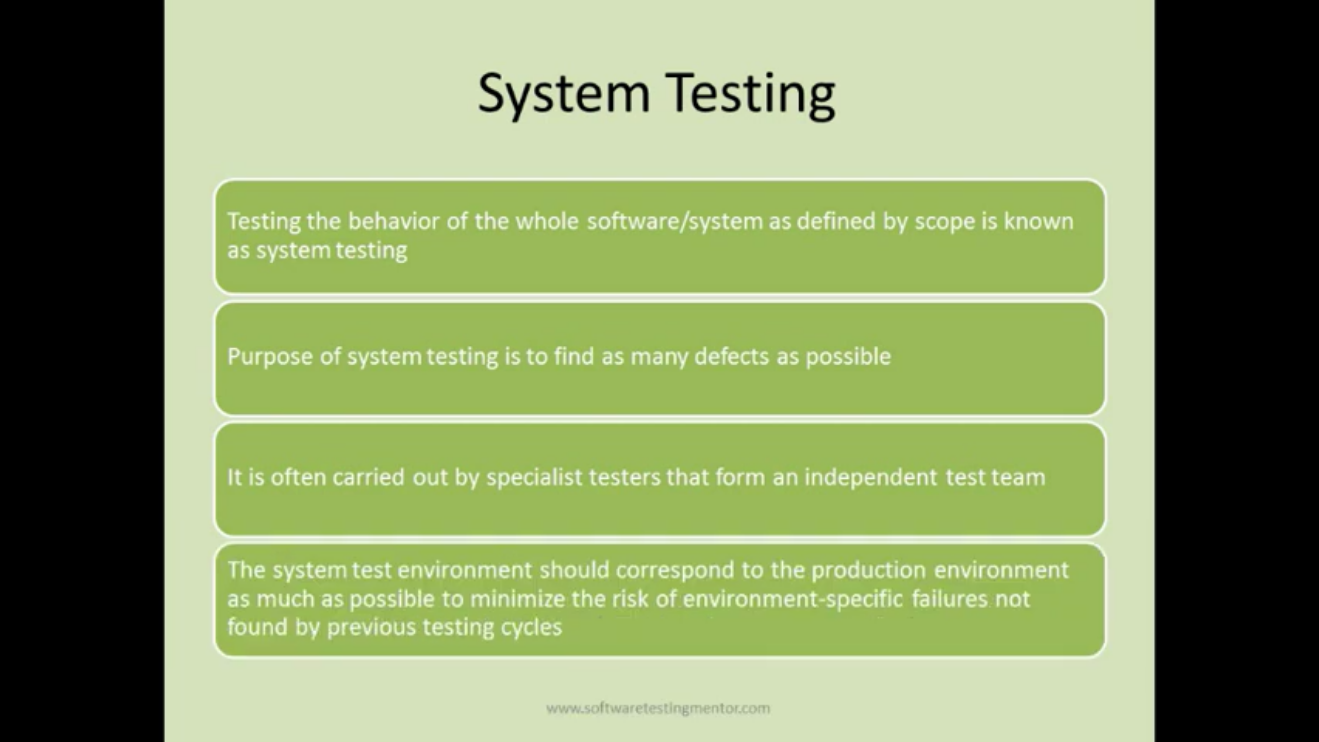 System Testing
Testing the behavior of the whole software/system as defined by scope is known
as system testing
Purpose of system testing is to find as many defects as possible
It is often carried out by specialist testers that form an independent test team
The system test environment should correspond to the production environment
as much as possible to minimize the risk of environment-specific failures not
found by previous testing cycles
www.softwaretestingmentor.com